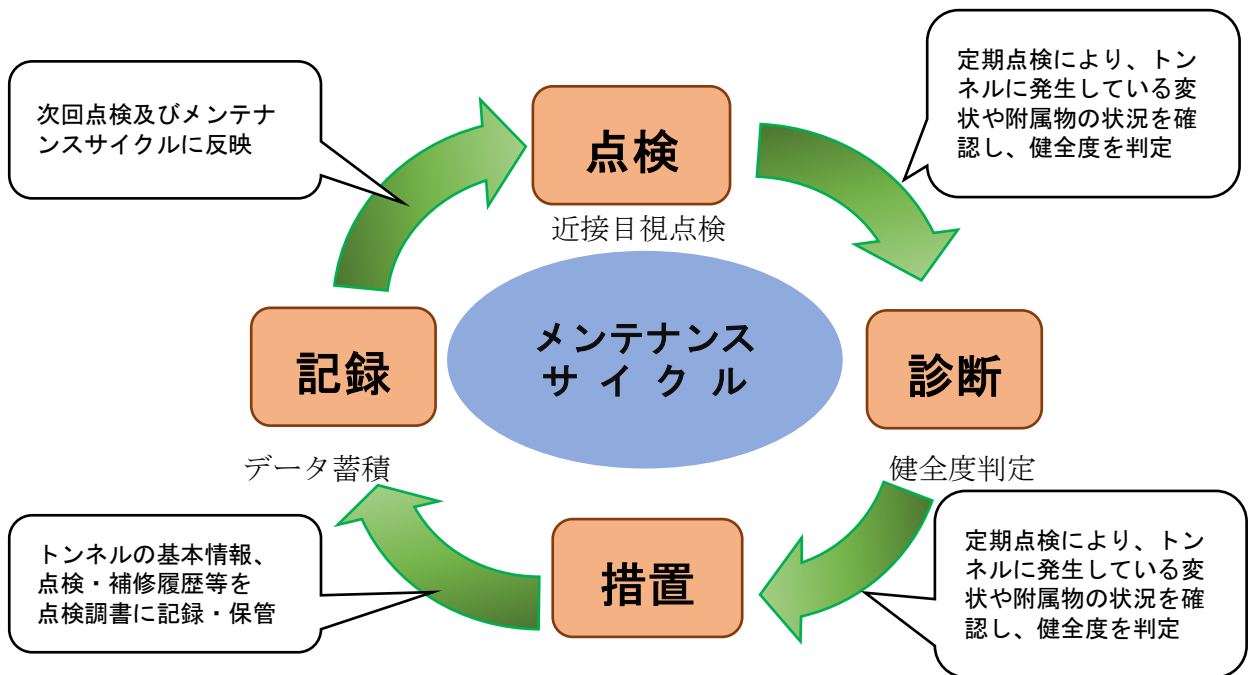 次回点検及びメンテナ
ンスサイクルに反映
点検
近接目視点検
定期点検により、トン
ネルに発生している変
状や附属物の状況を確
認し、健全度を判定
メンテナンス
サイクル
記録
データ蓄積
診断
健全度判定
トンネルの基本情報、
点検・補修履歴等を
点検調書に記録・保管
措置
定期点検により、トン
ネルに発生している変
状や附属物の状況を確
認し、健全度を判定